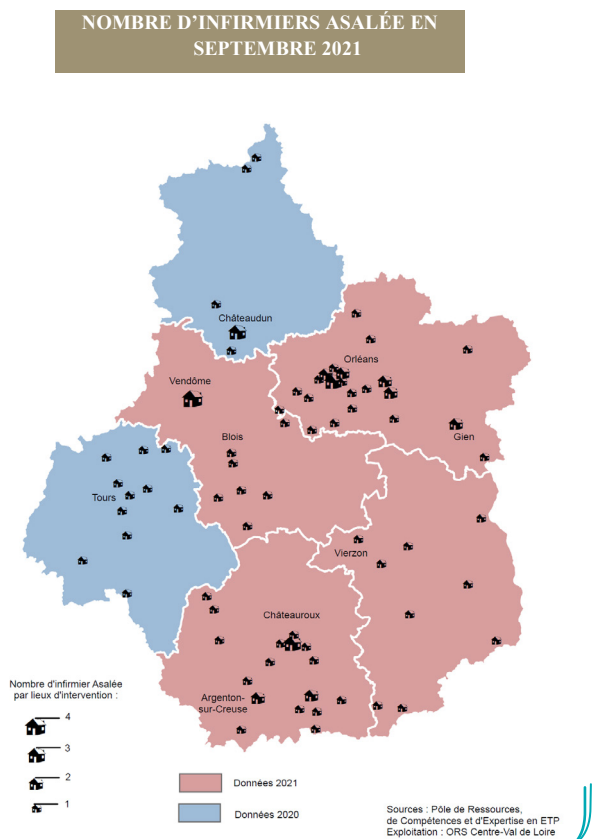 NOMBRE D'INFIRMIERS ASALÉE EN
SEPTEMBRE 2021
Châteaudun
Orléans
Vendôme
Blois
Gien
Tours
Vierzon
Châteauroux
Argenton-
sur-Creuse
Nombre d'infirmier Asalée
par lieux d'intervention :
4
3
2
1
Données 2021
Données 2020
Sources : Pôle de Ressources,
de Compétences et d'Expertise en ETP
Exploitation : ORS Centre-Val de Loire